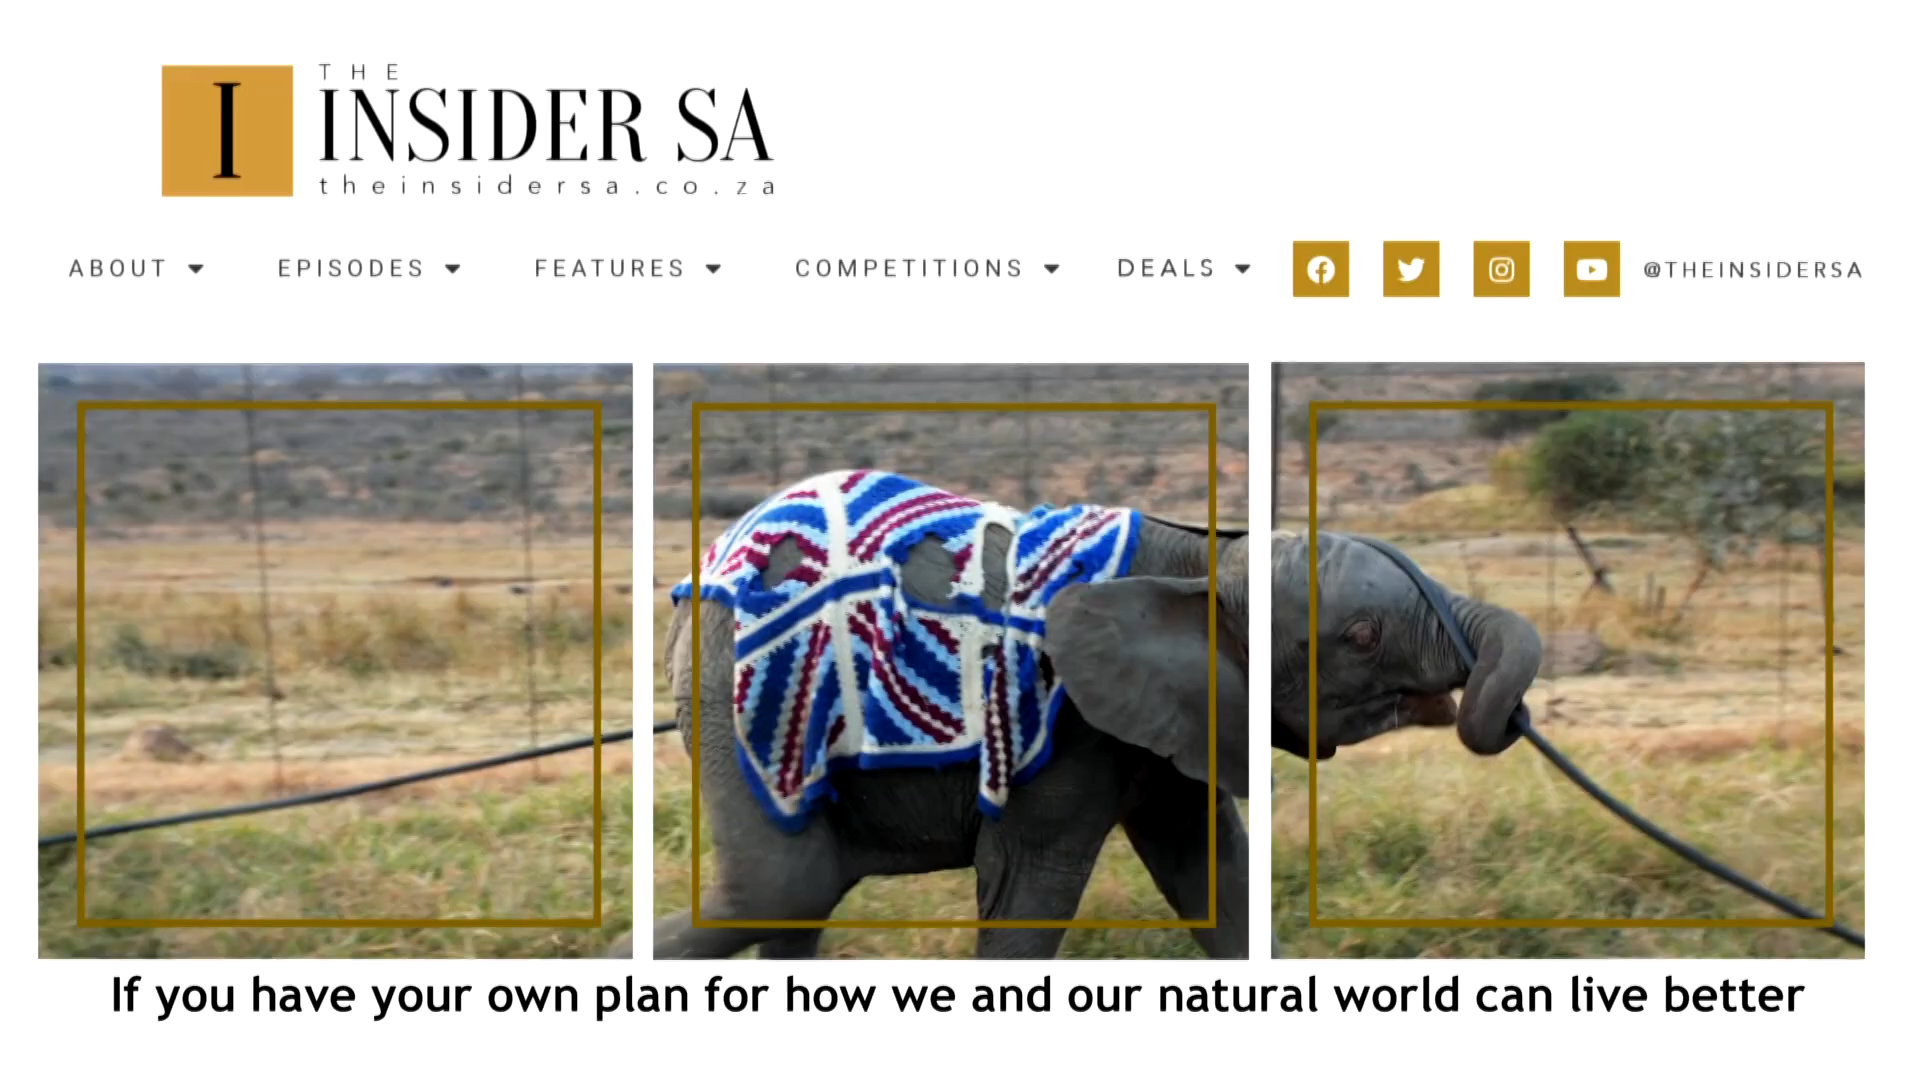 I
THE
INSIDER SA
theinsidersa.co.za
ABOUT EPISODES FEATURES COMPETITIONS DEALS @THEINSIDERSA
If you have your own plan for how we and our natural world can live better